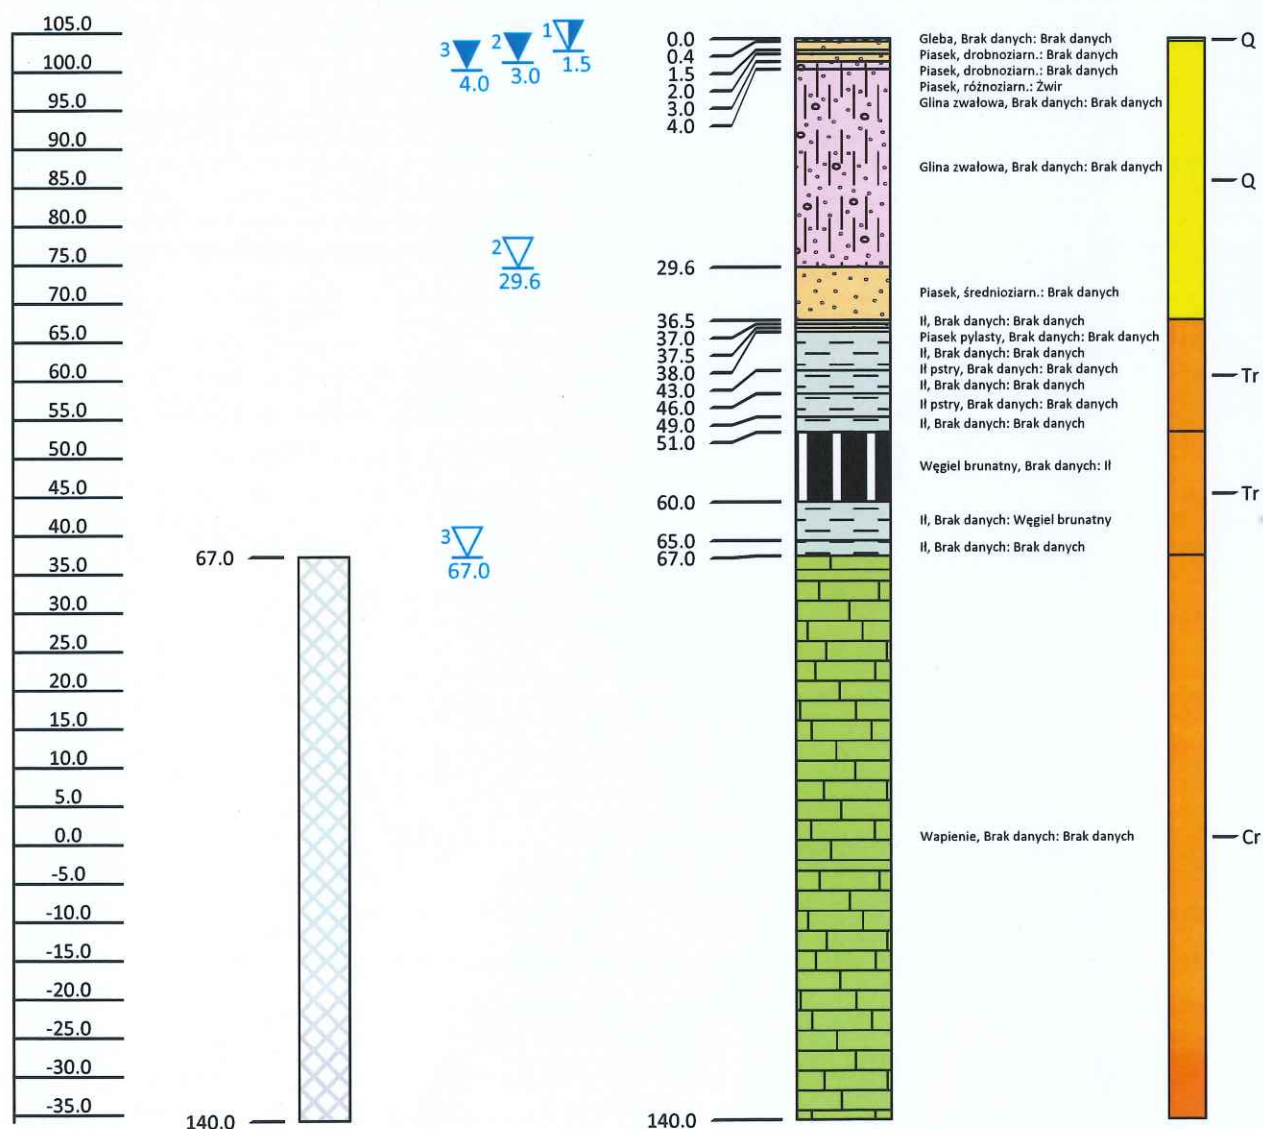 105.0
100.0
95.0
90.0
85.0
80.0
75.0
70.0
65.0
60.0
55.0
50.0
45.0
40.0
35.0
30.0
25.0
20.0
15.0
10.0
5.0
0.0
-5.0
-10.0
-15.0
-20.0
-25.0
-30.0
-35.0
67.0
140.0
3
4.0
2
3.0
1
1.5
2
29.6
3
67.0
0.0
0.4
1.5
2.0
3.0
4.0
29.6
36.5
37.0
37.5
38.0
43.0
46.0
49.0
51.0
60.0
65.0
67.0
140.0
Gleba, Brak danych: Brak danych
Piasek, drobnoziarn.: Brak danych
Piasek, drobnoziarn.: Brak danych
Piasek, różnoziarn.: Żwir
Glina zwałowa, Brak danych: Brak danych
Glina zwałowa, Brak danych: Brak danych
Piasek, średnioziarn.: Brak danych
Ił, Brak danych: Brak danych
Piasek pylasty, Brak danych: Brak danych
Ił, Brak danych: Brak danych
Ił pstry, Brak danych: Brak danych
Ił, Brak danych: Brak danych
Ił pstry, Brak danych: Brak danych
Ił, Brak danych: Brak danych
Węgiel brunatny, Brak danych: Ił
Ił, Brak danych: Węgiel brunatny
Ił, Brak danych: Brak danych
Wapienie, Brak danych: Brak danych
Q
Q
Tr
Tr
Cr